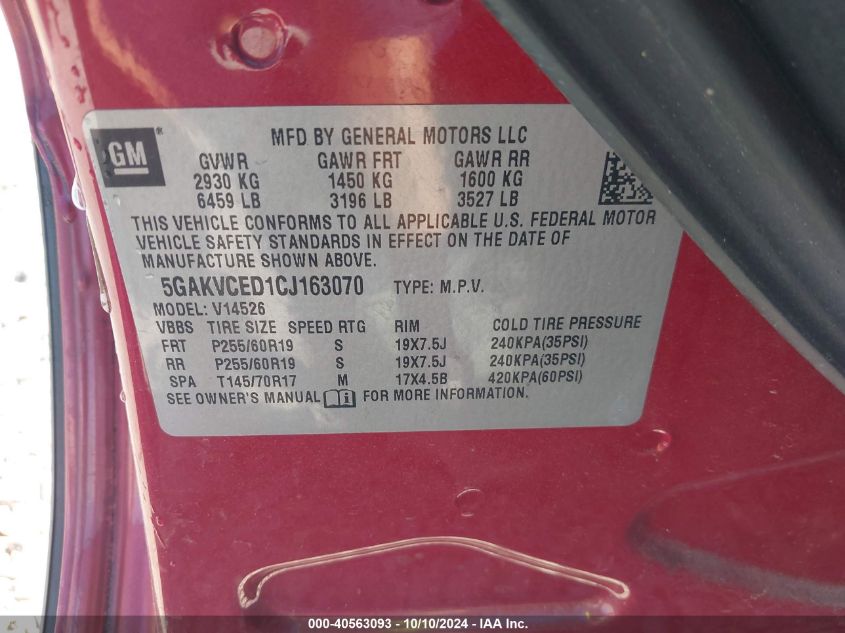 GM®
MFD BY GENERAL MOTORS LLC
GVWR GAWR FRT GAWR RR
2930 KG 1450 KG 1600 KG
6459 LB 3196 LB 3527 LB
THIS VEHICLE CONFORMS TO ALL APPLICABLE U.S. FEDERAL MOTOR
VEHICLE SAFETY STANDARDS IN EFFECT ON THE DATE OF
MANUFACTURE SHOWN ABOVE.
5GAKVCED1CJ163070 TYPE: M.P.V.
MODEL: V14526
VBBS TIRE SIZE SPEED RTG RIM COLD TIRE PRESSURE
FRT P255/60R19 S 19X7.5J 240KPA(35PSI)
RR P255/60R19 S 19X7.5J 240KPA(35PSI)
SPA T145/70R17 M 17X4.5B 420KPA(60PSI)
SEE OWNER'S MANUAL i FOR MORE INFORMATION.
000-40563093 - 10/10/2024 - IAA Inc.